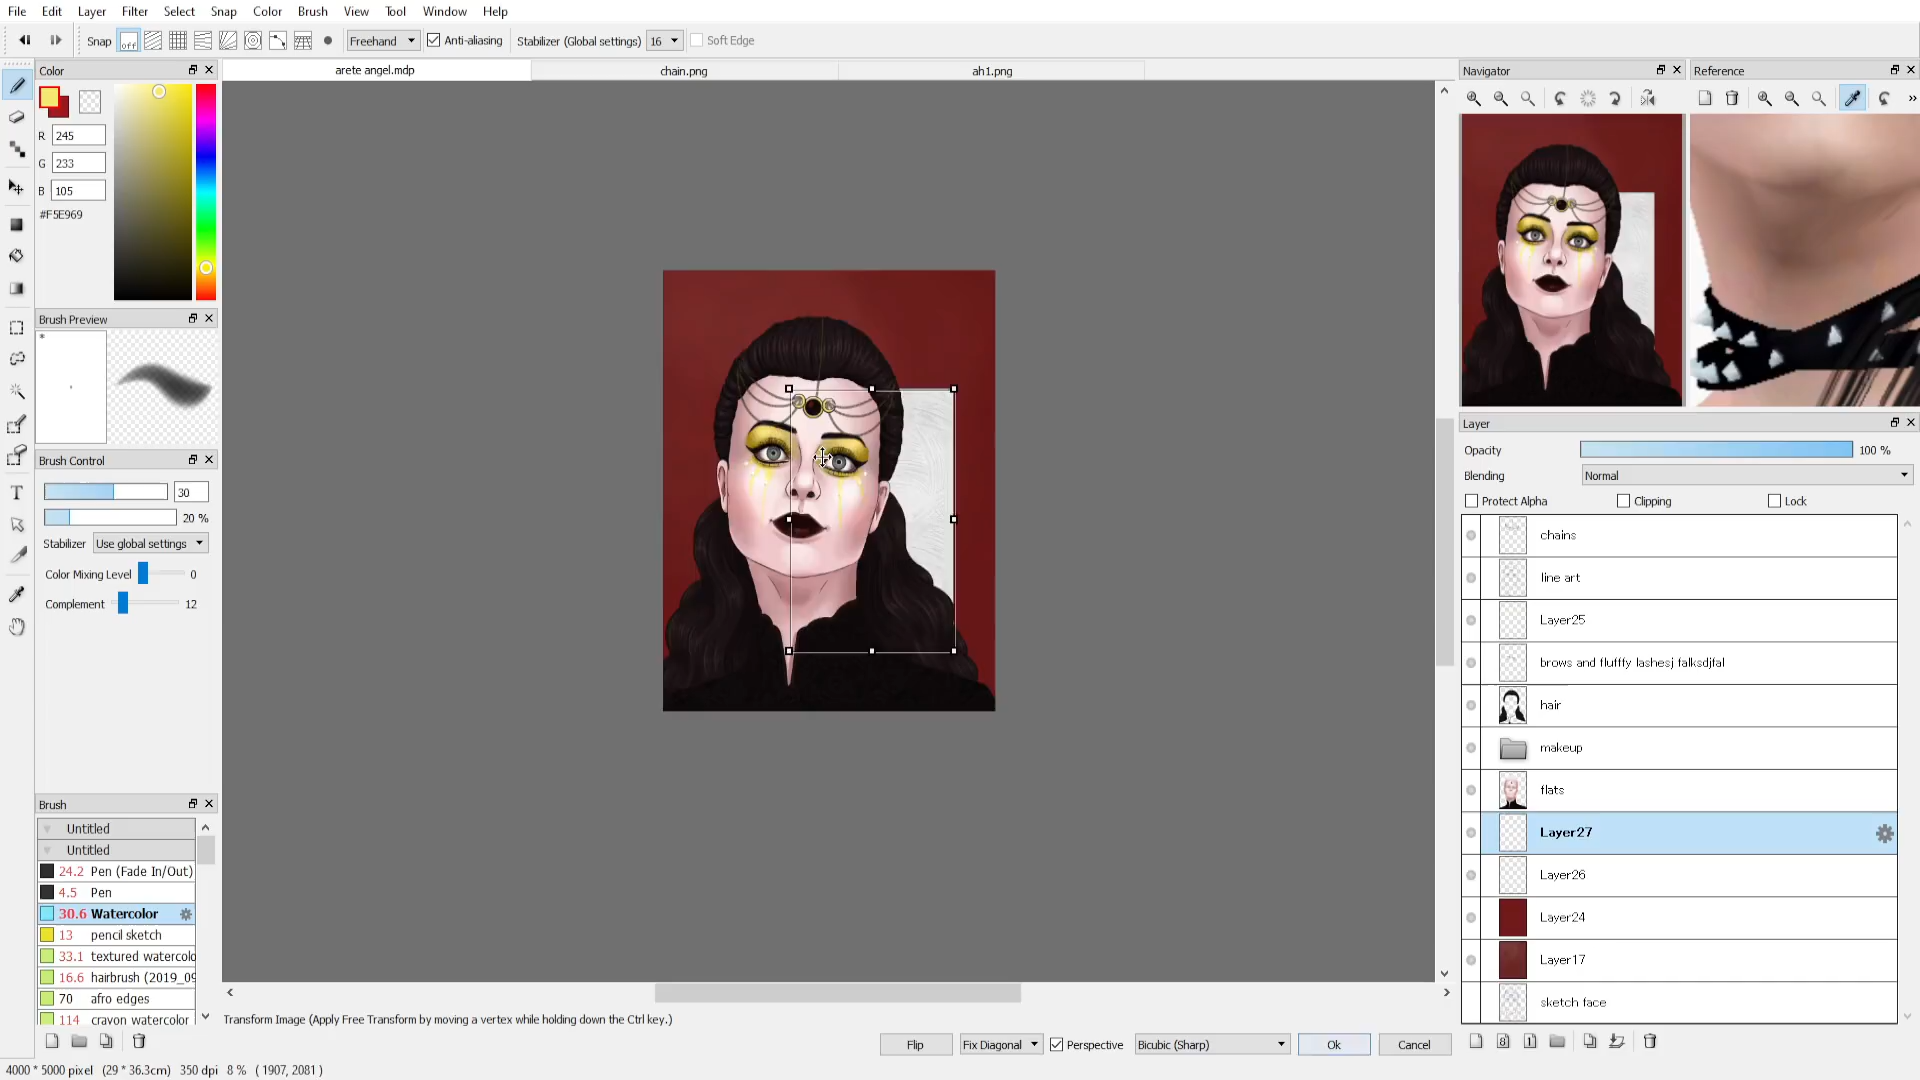 File Edit Layer Filter Select Snap Color Brush View Tool Window Help
Snap off Freehand Anti-aliasing Stabilizer (Global settings) 16 Soft Edge
Color
R 245
G 233
B 105
#F5E969
Brush Preview
*
Brush Control
30
20 %
Stabilizer Use global settings
Color Mixing Level 0
Complement 12
Brush
Untitled
Untitled
24.2 Pen (Fade In/Out)
4.5 Pen
30.6 Watercolor
13 pencil sketch
33.1 textured watercolo
16.6 hairbrush (2019_09
70 afro edges
114 crayon watercolor
arete angel.mdp chain.png ah1.png
Transform Image (Apply Free Transform by moving a vertex while holding down the Ctrl key.)
Flip Fix Diagonal Perspective Bicubic (Sharp) Ok Cancel
Navigator
Reference
Layer
Opacity 100 %
Blending Normal
Protect Alpha Clipping Lock
chains
line art
Layer25
brows and flufffy lashesj falksdjfal
hair
makeup
flats
Layer27
Layer26
Layer24
Layer17
sketch face
8 1
4000 * 5000 pixel (29 * 36.3cm) 350 dpi 8 % ( 1907, 2081 )